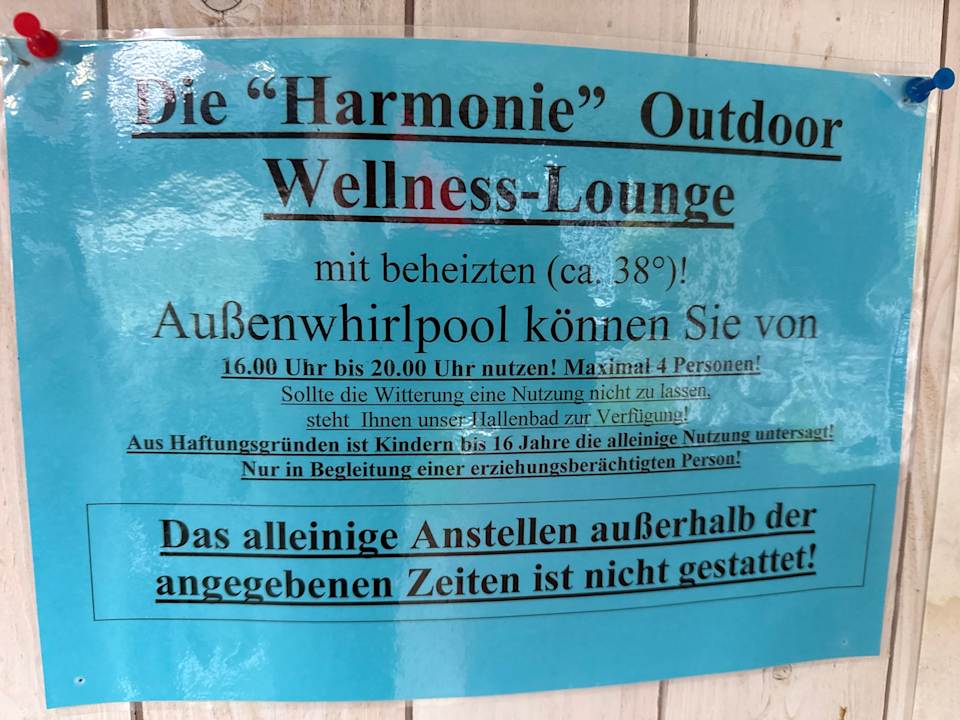 Die “Harmonie” Outdoor
Wellness-Lounge
mit beheizten (ca. 38°)!
Außenwhirlpool können Sie von
16.00 Uhr bis 20.00 Uhr nutzen! Maximal 4 Personen!
Sollte die Witterung eine Nutzung nicht zu lassen,
steht Ihnen unser Hallenbad zur Verfügung!
Aus Haftungsgründen ist Kindern bis 16 Jahre die alleinige Nutzung untersagt!
Nur in Begleitung einer erziehungsberächtigten Person!
Das alleinige Anstellen außerhalb der
angegebenen Zeiten ist nicht gestattet!